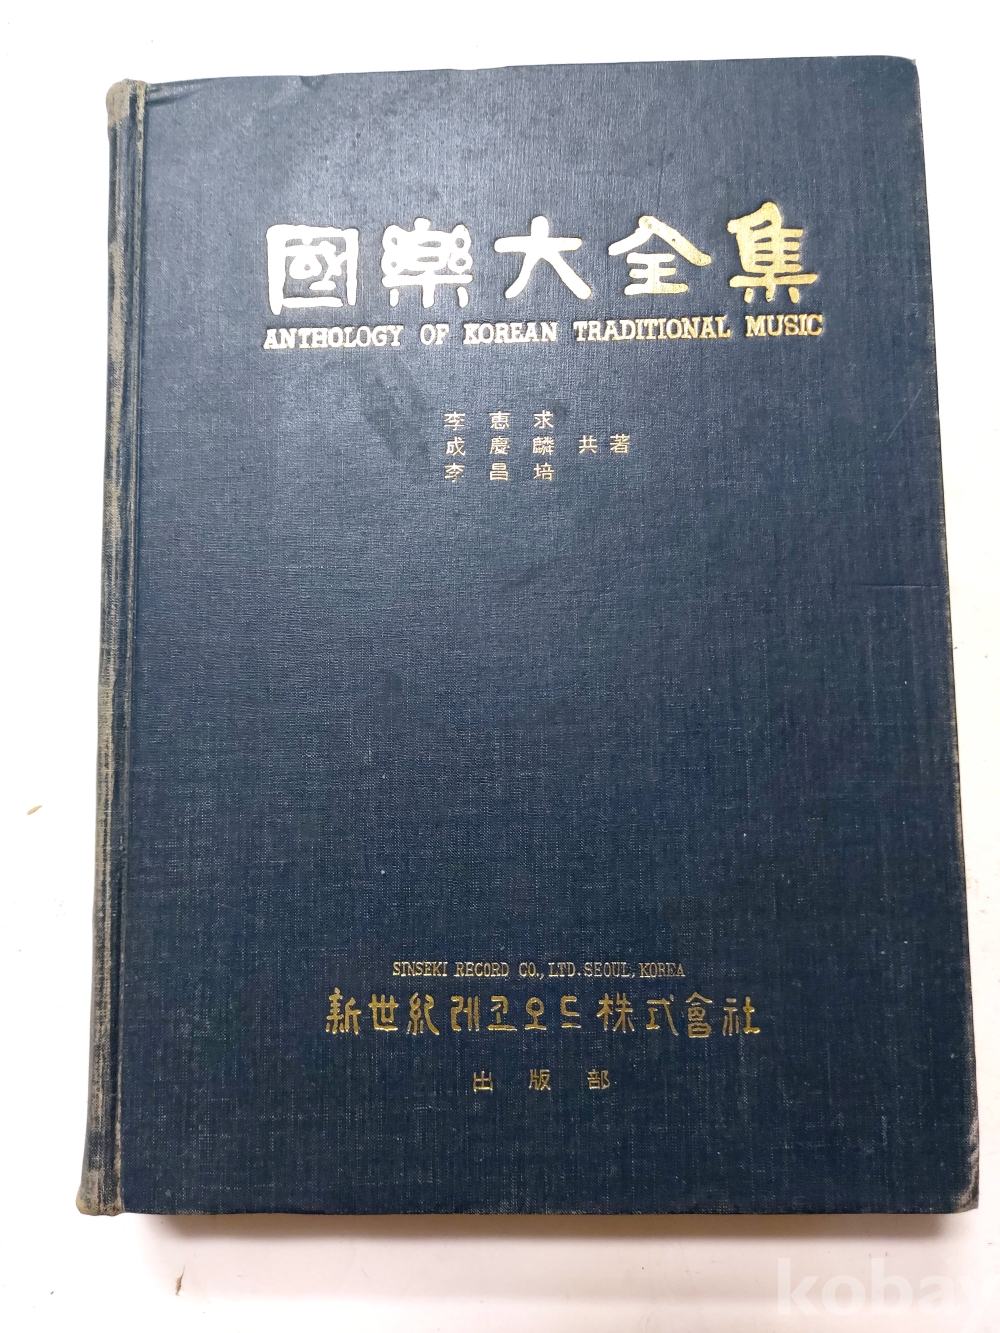 國樂大全集
ANTHOLOGY OF KOREAN TRADITIONAL MUSIC
李惠求
成慶麟 共著
李昌培
SINSEKI RECORD CO., LTD. SEOUL, KOREA
新世紀레코오드株式會社
出版部
kobay